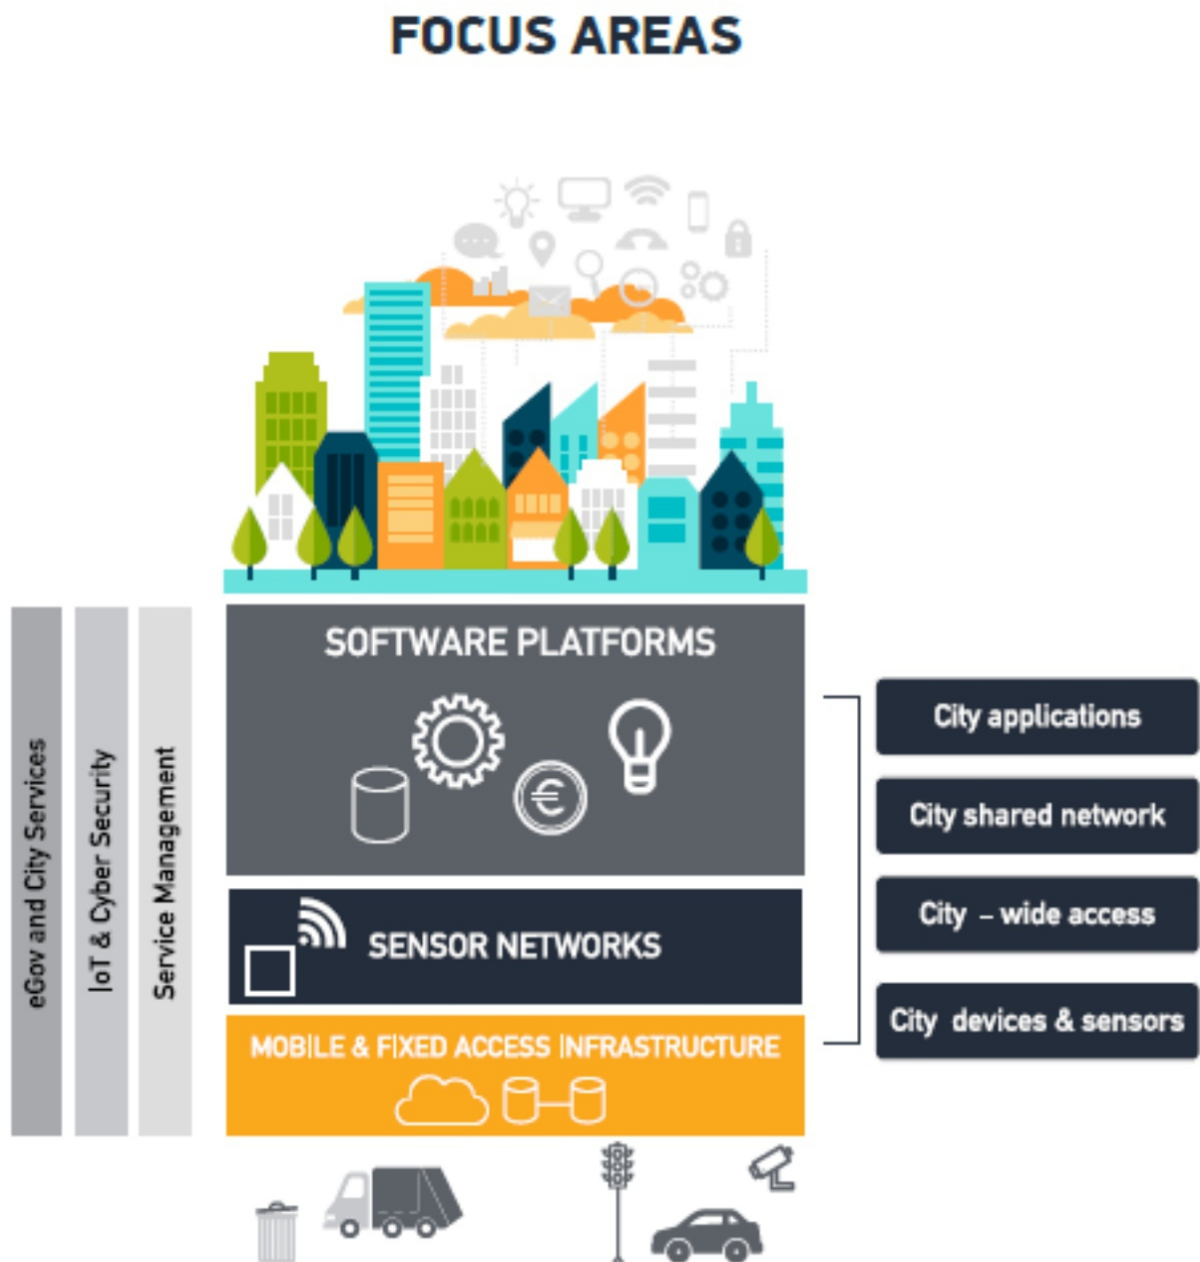 FOCUS AREAS
eGov and City Services
IoT & Cyber Security
Service Management
SOFTWARE PLATFORMS
€
SENSOR NETWORKS
MOBILE & FIXED ACCESS INFRASTRUCTURE
City applications
City shared network
City – wide access
City devices & sensors